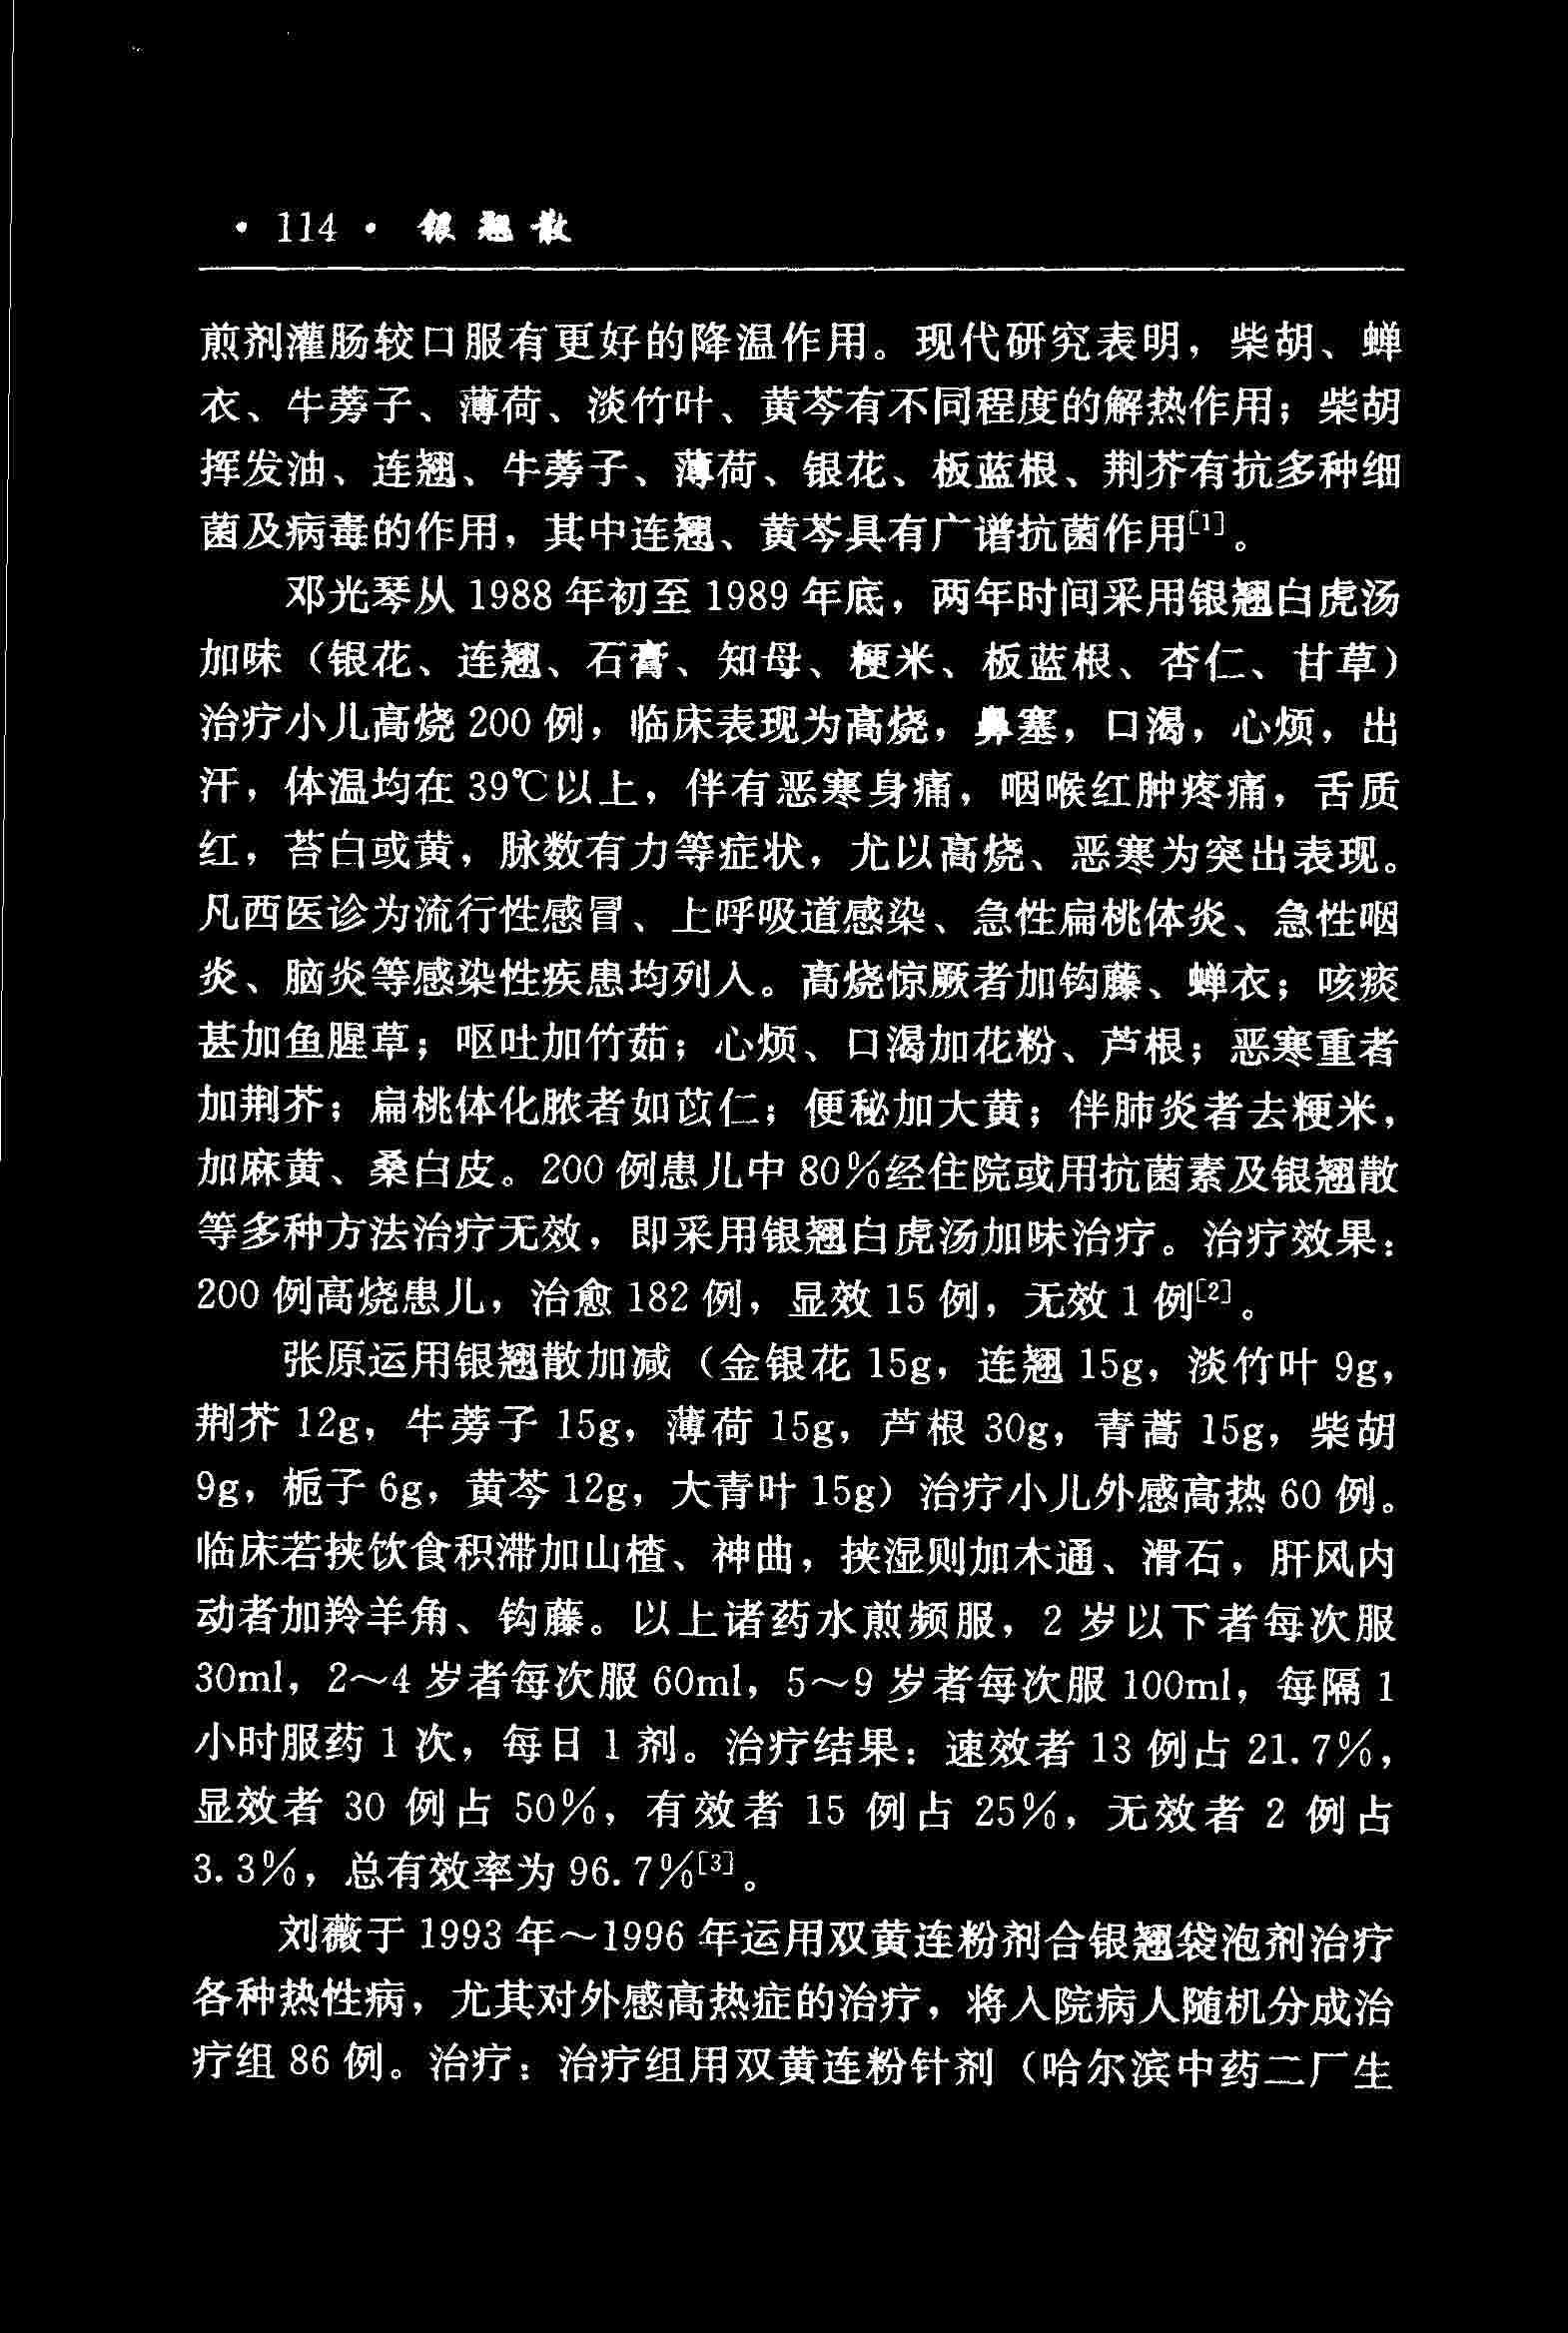 • 114 • 银翘散
煎剂灌肠较口服有更好的降温作用。现代研究表明，柴胡、蝉
衣、牛蒡子、薄荷、淡竹叶、黄芩有不同程度的解热作用；柴胡
挥发油、连翘、牛蒡子、薄荷、银花、板蓝根、荆芥有抗多种细
菌及病毒的作用，其中连翘、黄芩具有广谱抗菌作用[1]。
邓光琴从 1988 年初至 1989 年底，两年时间采用银翘白虎汤
加味（银花、连翘、石膏、知母、粳米、板蓝根、杏仁、甘草）
治疗小儿高烧 200 例，临床表现为高烧，鼻塞，口渴，心烦，出
汗，体温均在 39℃以上，伴有恶寒身痛，咽喉红肿疼痛，舌质
红，苔白或黄，脉数有力等症状，尤以高烧、恶寒为突出表现。
凡西医诊为流行性感冒、上呼吸道感染、急性扁桃体炎、急性咽
炎、脑炎等感染性疾患均列入。高烧惊厥者加钩藤、蝉衣；咳痰
甚加鱼腥草；呕吐加竹茹；心烦、口渴加花粉、芦根；恶寒重者
加荆芥；扁桃体化脓者如苡仁；便秘加大黄；伴肺炎者去粳米，
加麻黄、桑白皮。200 例患儿中 80%经住院或用抗菌素及银翘散
等多种方法治疗无效，即采用银翘白虎汤加味治疗。治疗效果：
200 例高烧患儿，治愈 182 例，显效 15 例，无效 1 例[2]。
张原运用银翘散加减（金银花 15g，连翘 15g，淡竹叶 9g，
荆芥 12g，牛蒡子 15g，薄荷 15g，芦根 30g，青蒿 15g，柴胡
9g，栀子 6g，黄芩 12g，大青叶 15g）治疗小儿外感高热 60 例。
临床若挟饮食积滞加山楂、神曲，挟湿则加木通、滑石，肝风内
动者加羚羊角、钩藤。以上诸药水煎频服，2 岁以下者每次服
30ml，2～4 岁者每次服 60ml，5～9 岁者每次服 100ml，每隔 1
小时服药 1 次，每日 1 剂。治疗结果：速效者 13 例占 21.7%，
显效者 30 例占 50%，有效者 15 例占 25%，无效者 2 例占
3.3%，总有效率为 96.7%[3]。
刘薇于 1993 年～1996 年运用双黄连粉剂合银翘袋泡剂治疗
各种热性病，尤其对外感高热症的治疗，将入院病人随机分成治
疗组 86 例。治疗：治疗组用双黄连粉针剂（哈尔滨中药二厂生